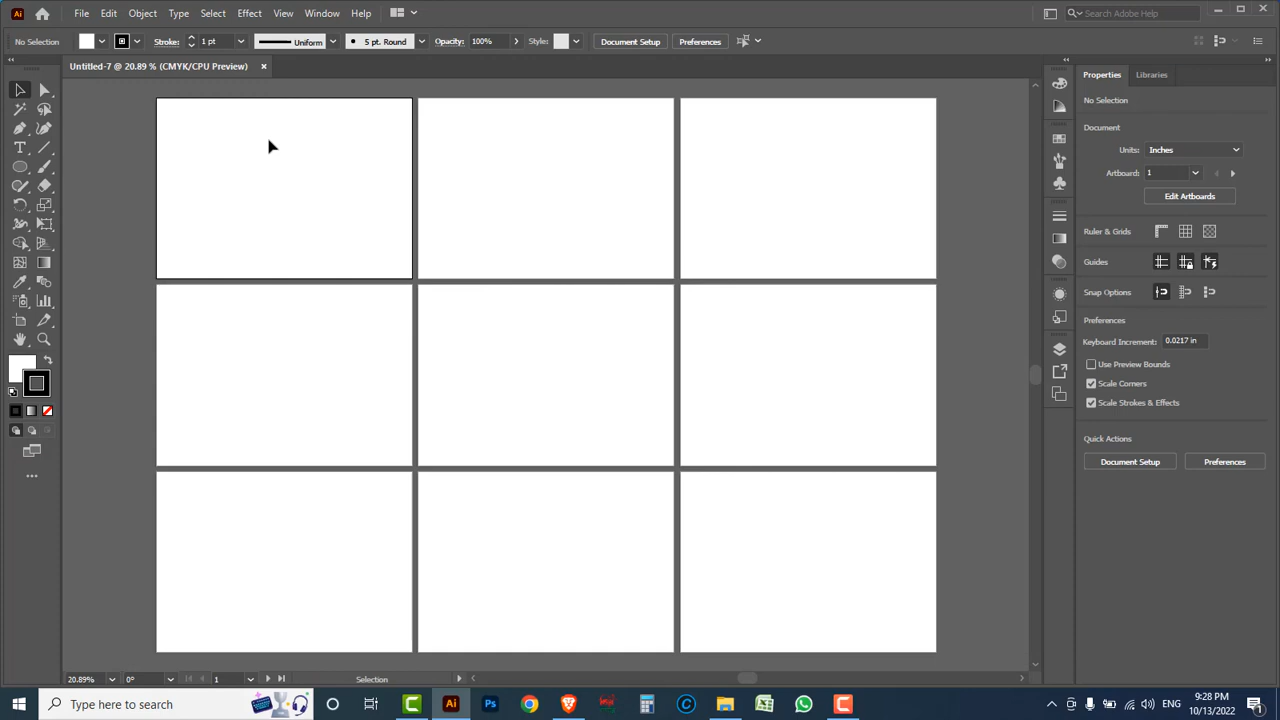 Ai File Edit Object Type Select Effect View Window Help Search Adobe Help
No Selection Stroke: 1 pt Uniform 5 pt. Round Opacity: 100% Style: Document Setup Preferences
Untitled-7 @ 20.89 % (CMYK/CPU Preview) ×
Properties Libraries
No Selection
Document
Units: Inches
Artboard: 1
Edit Artboards
Ruler & Grids
Guides
Snap Options
Preferences
Keyboard Increment: 0.0217 in
Use Preview Bounds
Scale Corners
Scale Strokes & Effects
Quick Actions
Document Setup Preferences
20.89% 0° 1 Selection
Type here to search Ai Ps ENG 9:28 PM
10/13/2022